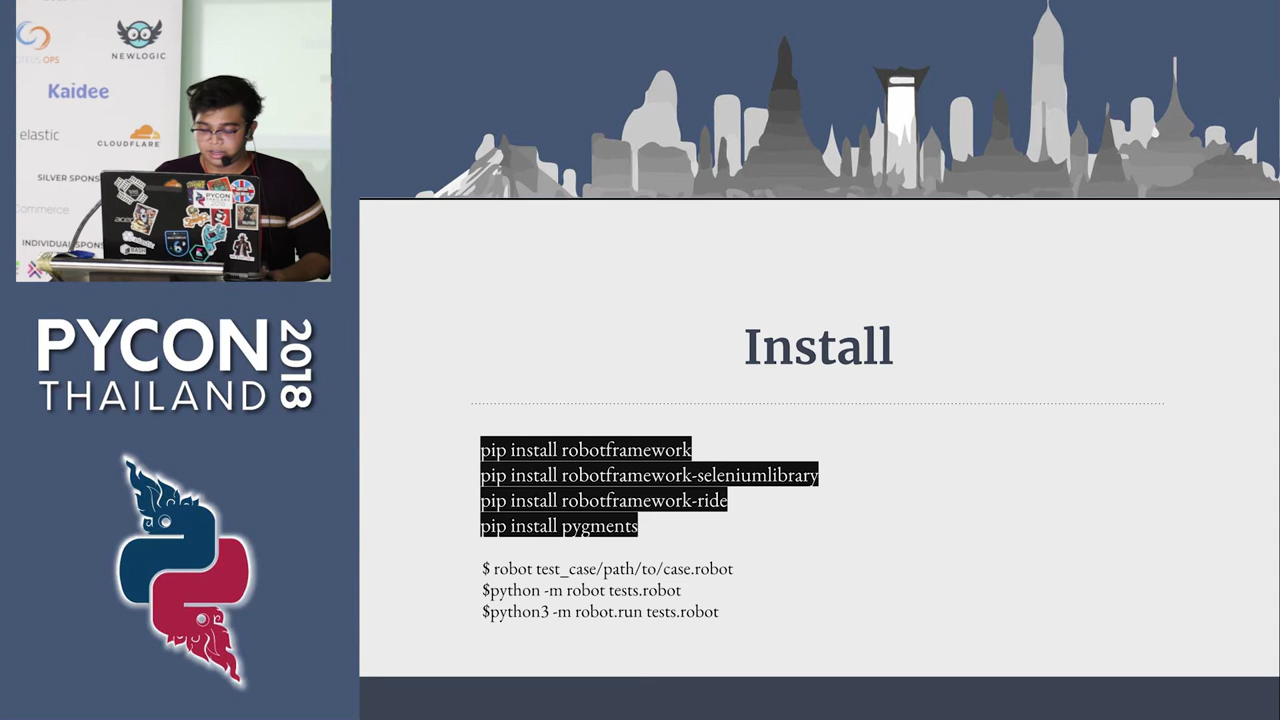 NEWLOGIC
Kaidee
elastic
CLOUDFLARE
SILVER SPONS
ommerce
INDIVIDUAL SPONS
PYCON
THAILAND
2018
Install
pip install robotframework
pip install robotframework-seleniumlibrary
pip install robotframework-ride
pip install pygments
$ robot test_case/path/to/case.robot
$python -m robot tests.robot
$python3 -m robot.run tests.robot